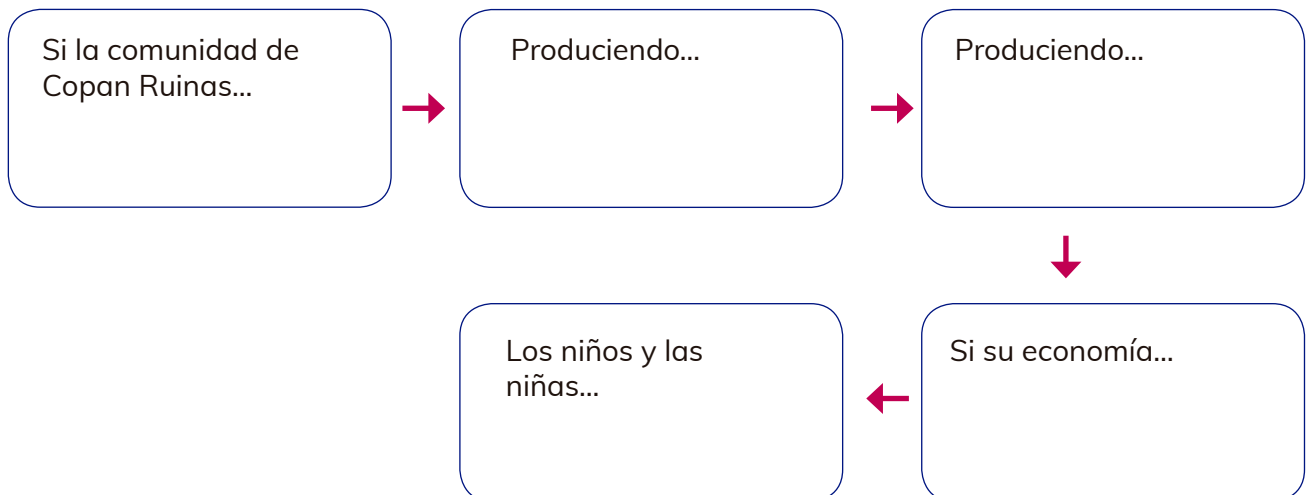 Si la comunidad de
Copan Ruinas...
Produciendo...
Produciendo...
Si su economía...
Los niños y las
niñas...